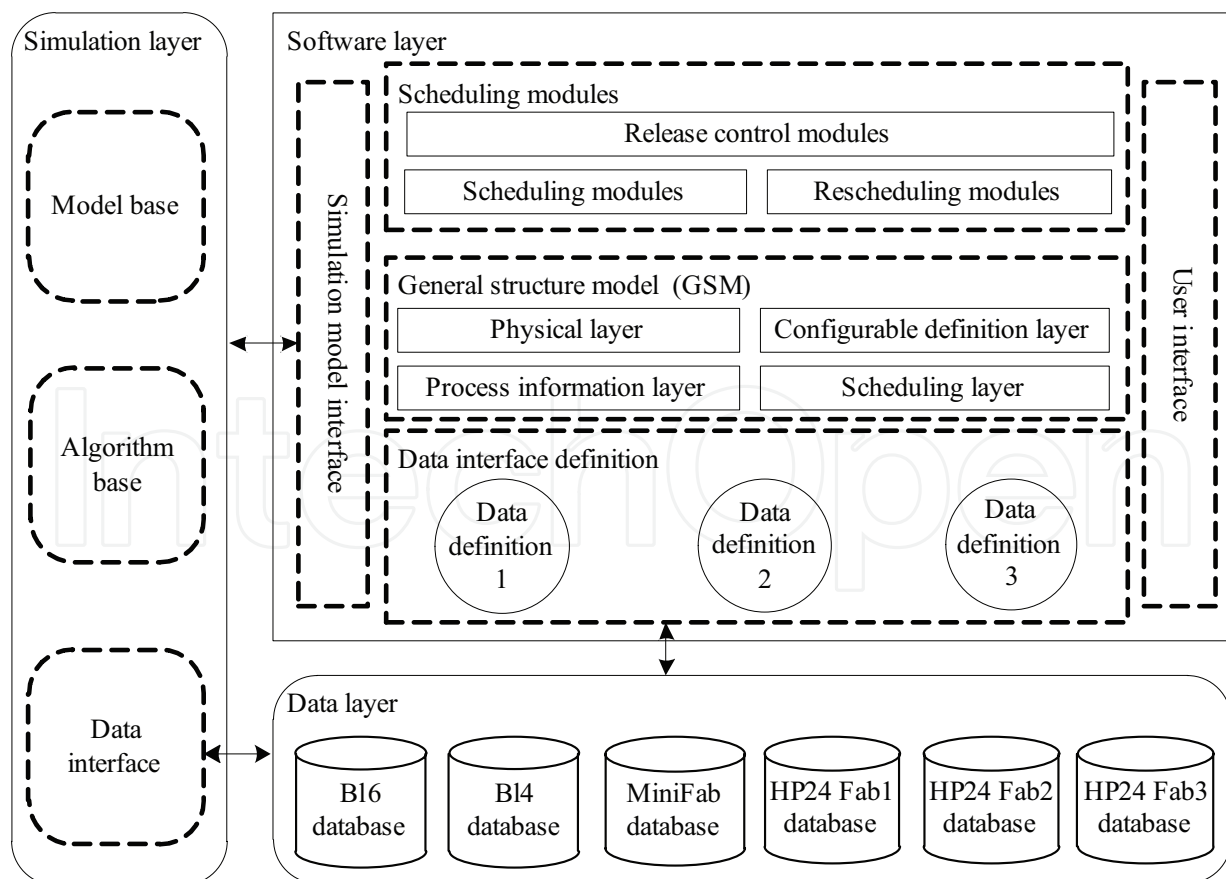 Simulation layer
Model base
Algorithm
base
Data
interface
Software layer
Simulation model interface
Scheduling modules
Release control modules
Scheduling modules
Rescheduling modules
General structure model (GSM)
Physical layer
Configurable definition layer
Process information layer
Scheduling layer
Data interface definition
Data
definition
1
Data
definition
2
Data
definition
3
User interface
Data layer
Bl6
database
Bl4
database
MiniFab
database
HP24 Fab1
database
HP24 Fab2
database
HP24 Fab3
database
IntechOpen